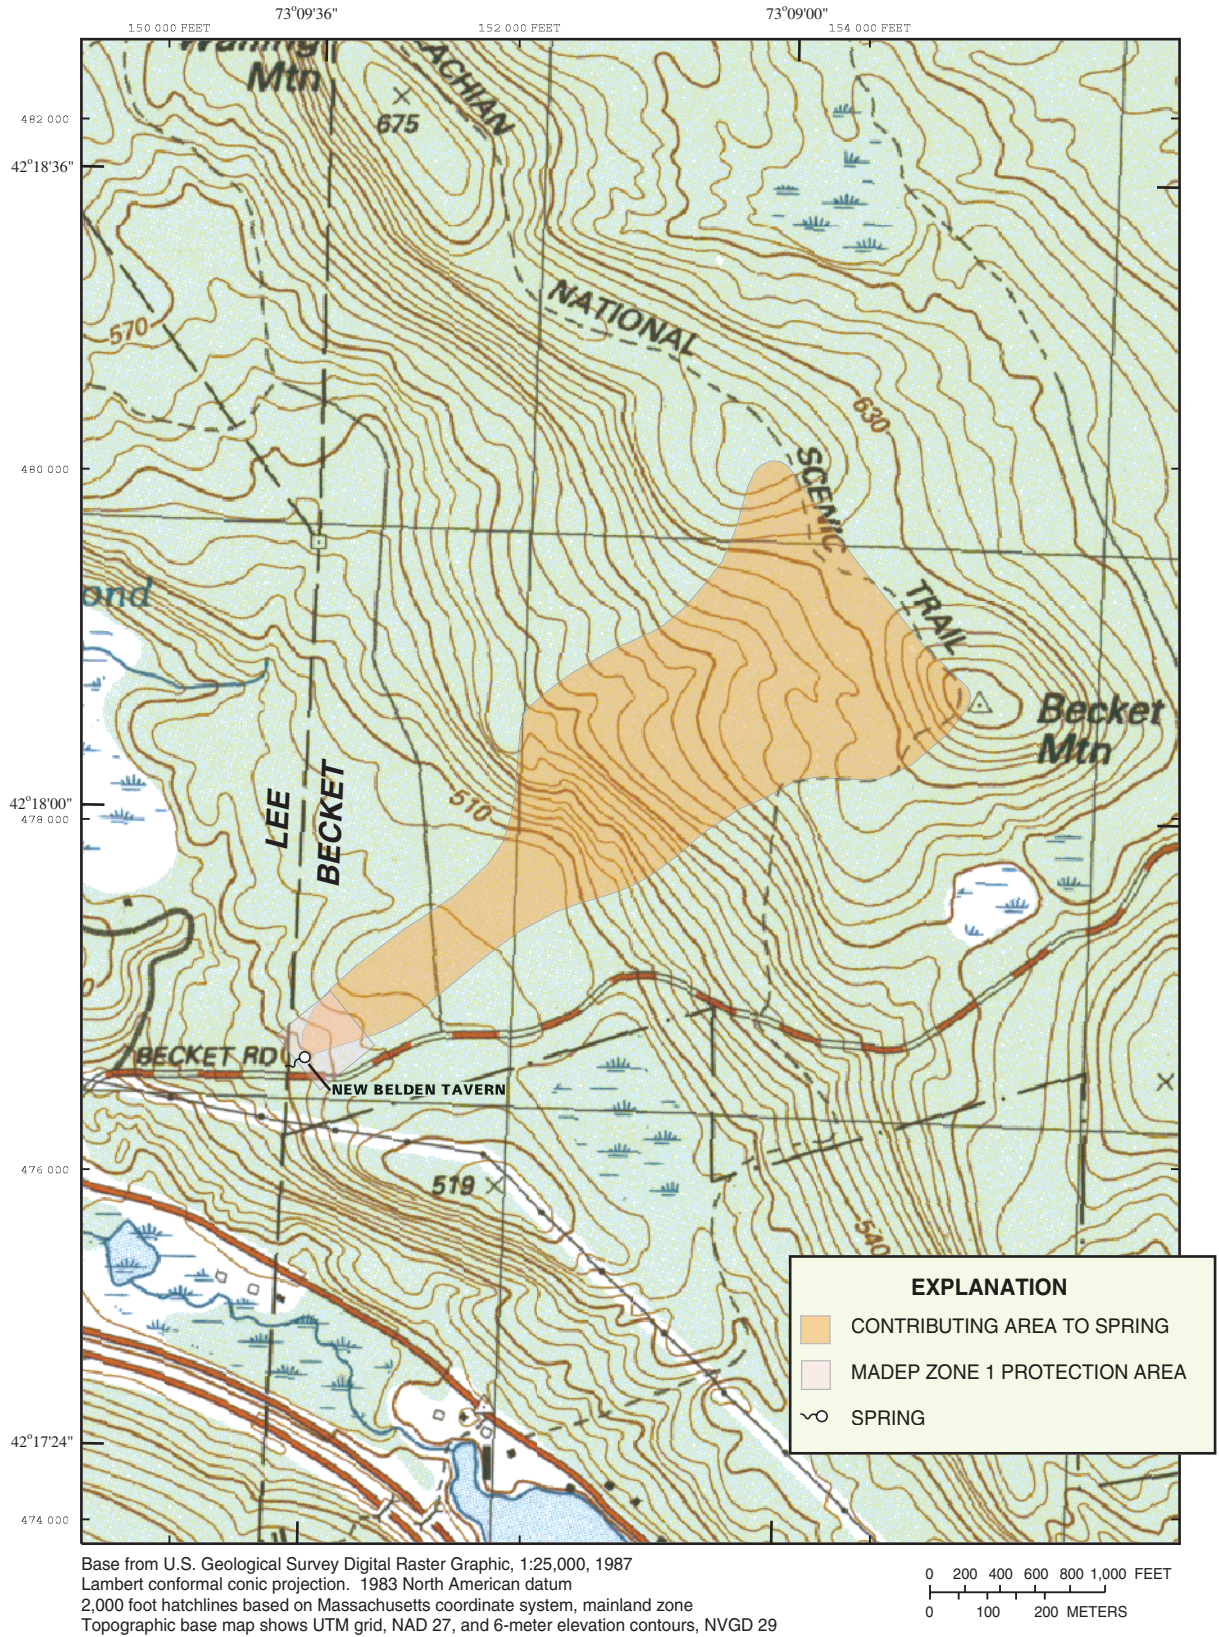 73°09'36"
73°09'00"
150 000 FEET
152 000 FEET
154 000 FEET
Mtn
ACHIAN
675
482 000
42°18'36"
NATIONAL
570
630
480 000
SCENIC
ond
TRAIL
Becket
Mtn
LEE
BECKET
510
42°18'00"
478 000
0
BECKET RD
NEW BELDEN TAVERN
476 000
519
540
42°17'24"
474 000
EXPLANATION
CONTRIBUTING AREA TO SPRING
MADEP ZONE 1 PROTECTION AREA
SPRING
Base from U.S. Geological Survey Digital Raster Graphic, 1:25,000, 1987
Lambert conformal conic projection. 1983 North American datum
2,000 foot hatchlines based on Massachusetts coordinate system, mainland zone
Topographic base map shows UTM grid, NAD 27, and 6-meter elevation contours, NVGD 29
0 200 400 600 800 1,000 FEET
0 100 200 METERS